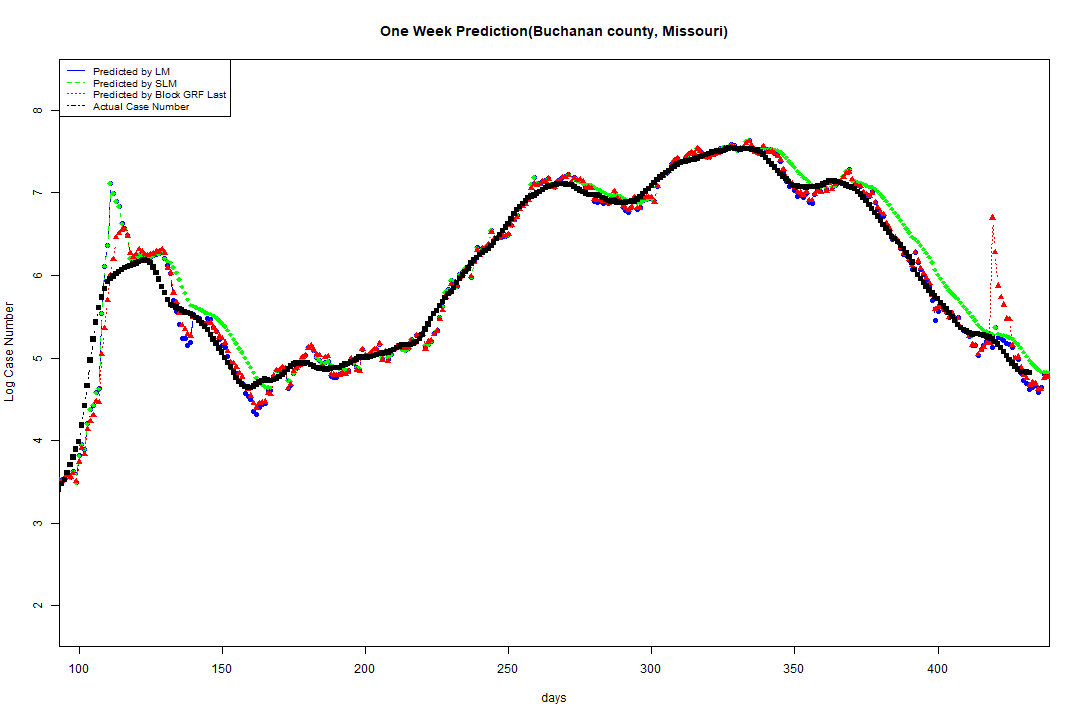 One Week Prediction(Buchanan county, Missouri)
Predicted by LM
Predicted by SLM
Predicted by Block GRF Last
Actual Case Number
8
7
6
5
4
3
2
Log Case Number
100 150 200 250 300 350 400
days